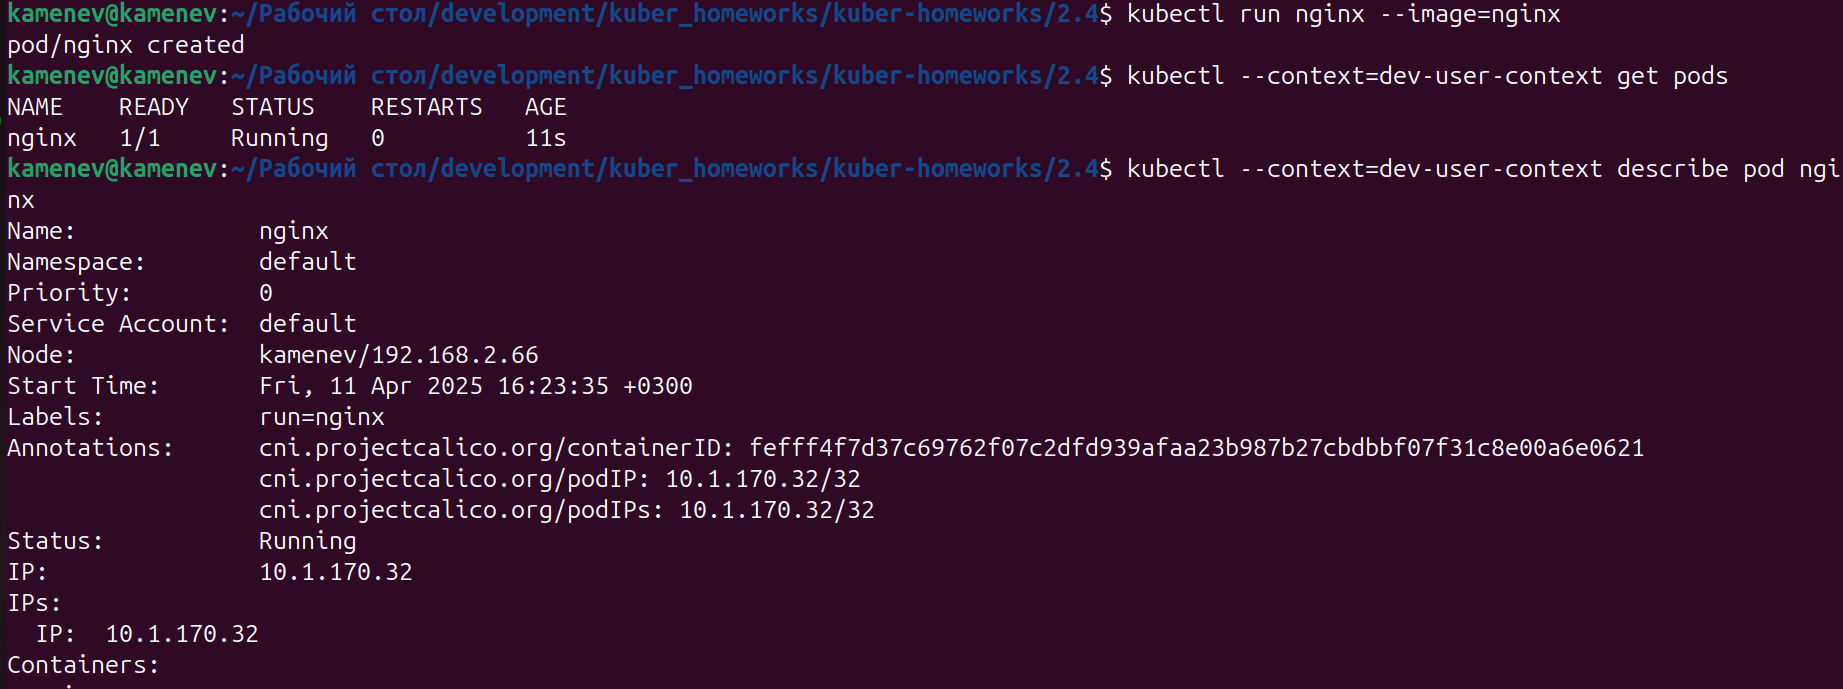 kamenev@kamenev:~/Рабочий стол/development/kuber_homeworks/kuber-homeworks/2.4$ kubectl run nginx --image=nginx
pod/nginx created
kamenev@kamenev:~/Рабочий стол/development/kuber_homeworks/kuber-homeworks/2.4$ kubectl --context=dev-user-context get pods
NAME    READY   STATUS    RESTARTS   AGE
nginx   1/1     Running   0          11s
kamenev@kamenev:~/Рабочий стол/development/kuber_homeworks/kuber-homeworks/2.4$ kubectl --context=dev-user-context describe pod ngi
nx
Name:             nginx
Namespace:        default
Priority:         0
Service Account:  default
Node:             kamenev/192.168.2.66
Start Time:       Fri, 11 Apr 2025 16:23:35 +0300
Labels:           run=nginx
Annotations:      cni.projectcalico.org/containerID: fefff4f7d37c69762f07c2dfd939afaa23b987b27cbdbbf07f31c8e00a6e0621
                  cni.projectcalico.org/podIP: 10.1.170.32/32
                  cni.projectcalico.org/podIPs: 10.1.170.32/32
Status:           Running
IP:               10.1.170.32
IPs:
  IP:  10.1.170.32
Containers: